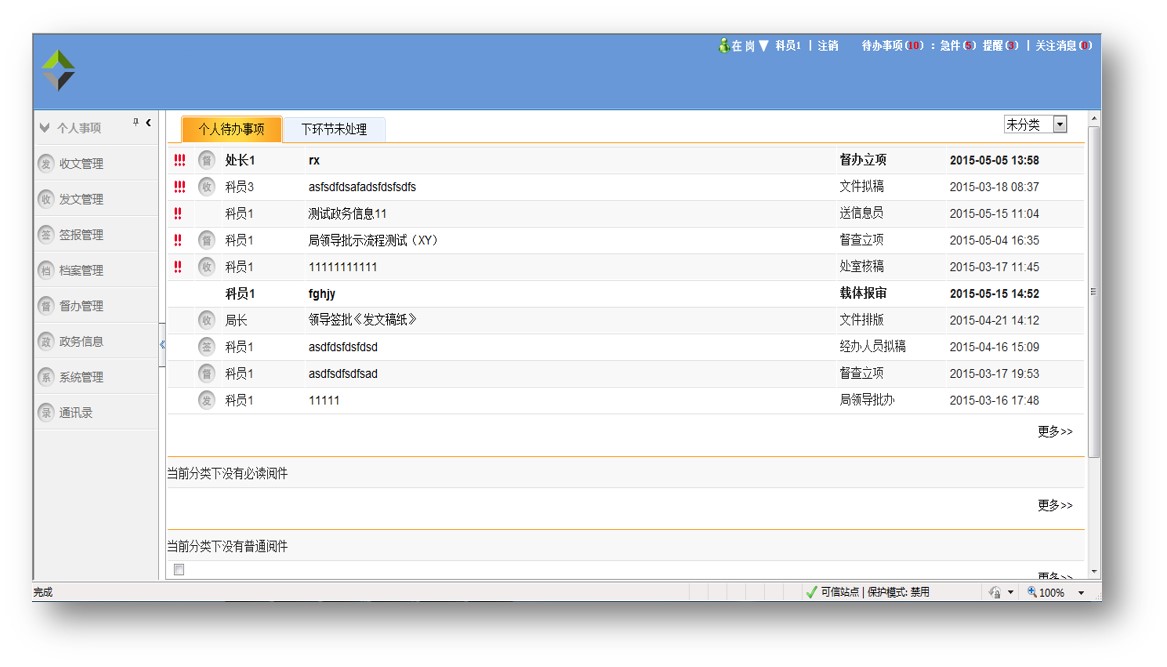 在岗▼ 科员1 | 注销 待办事项(10) : 急件(5) 提醒(3) | 关注消息(0)
个人事项
发 收文管理
收 发文管理
签 签报管理
档 档案管理
督 督办管理
政 政务信息
系 系统管理
录 通讯录
个人待办事项 下环节未处理 未分类
!!! 督 处长1 rx 督办立项 2015-05-05 13:58
!!! 收 科员3 asfsdfdsafadsfdsfsdfs 文件拟稿 2015-03-18 08:37
!! 科员1 测试政务信息11 送信息员 2015-05-15 11:04
!! 督 科员1 局领导批示流程测试（XY） 督查立项 2015-05-04 16:35
!! 收 科员1 11111111111 处室核稿 2015-03-17 11:45
科员1 fghjy 载体报审 2015-05-15 14:52
收 局长 领导签批《发文稿纸》 文件排版 2015-04-21 14:12
签 科员1 asdfdsfdsfdsd 经办人员拟稿 2015-04-16 15:09
督 科员1 asdfsdfsdfsad 督查立项 2015-03-17 19:53
发 科员1 11111 局领导批办 2015-03-16 17:48
更多>>
当前分类下没有必读阅件
更多>>
当前分类下没有普通阅件
更多>>
完成 可信站点 | 保护模式: 禁用 100%